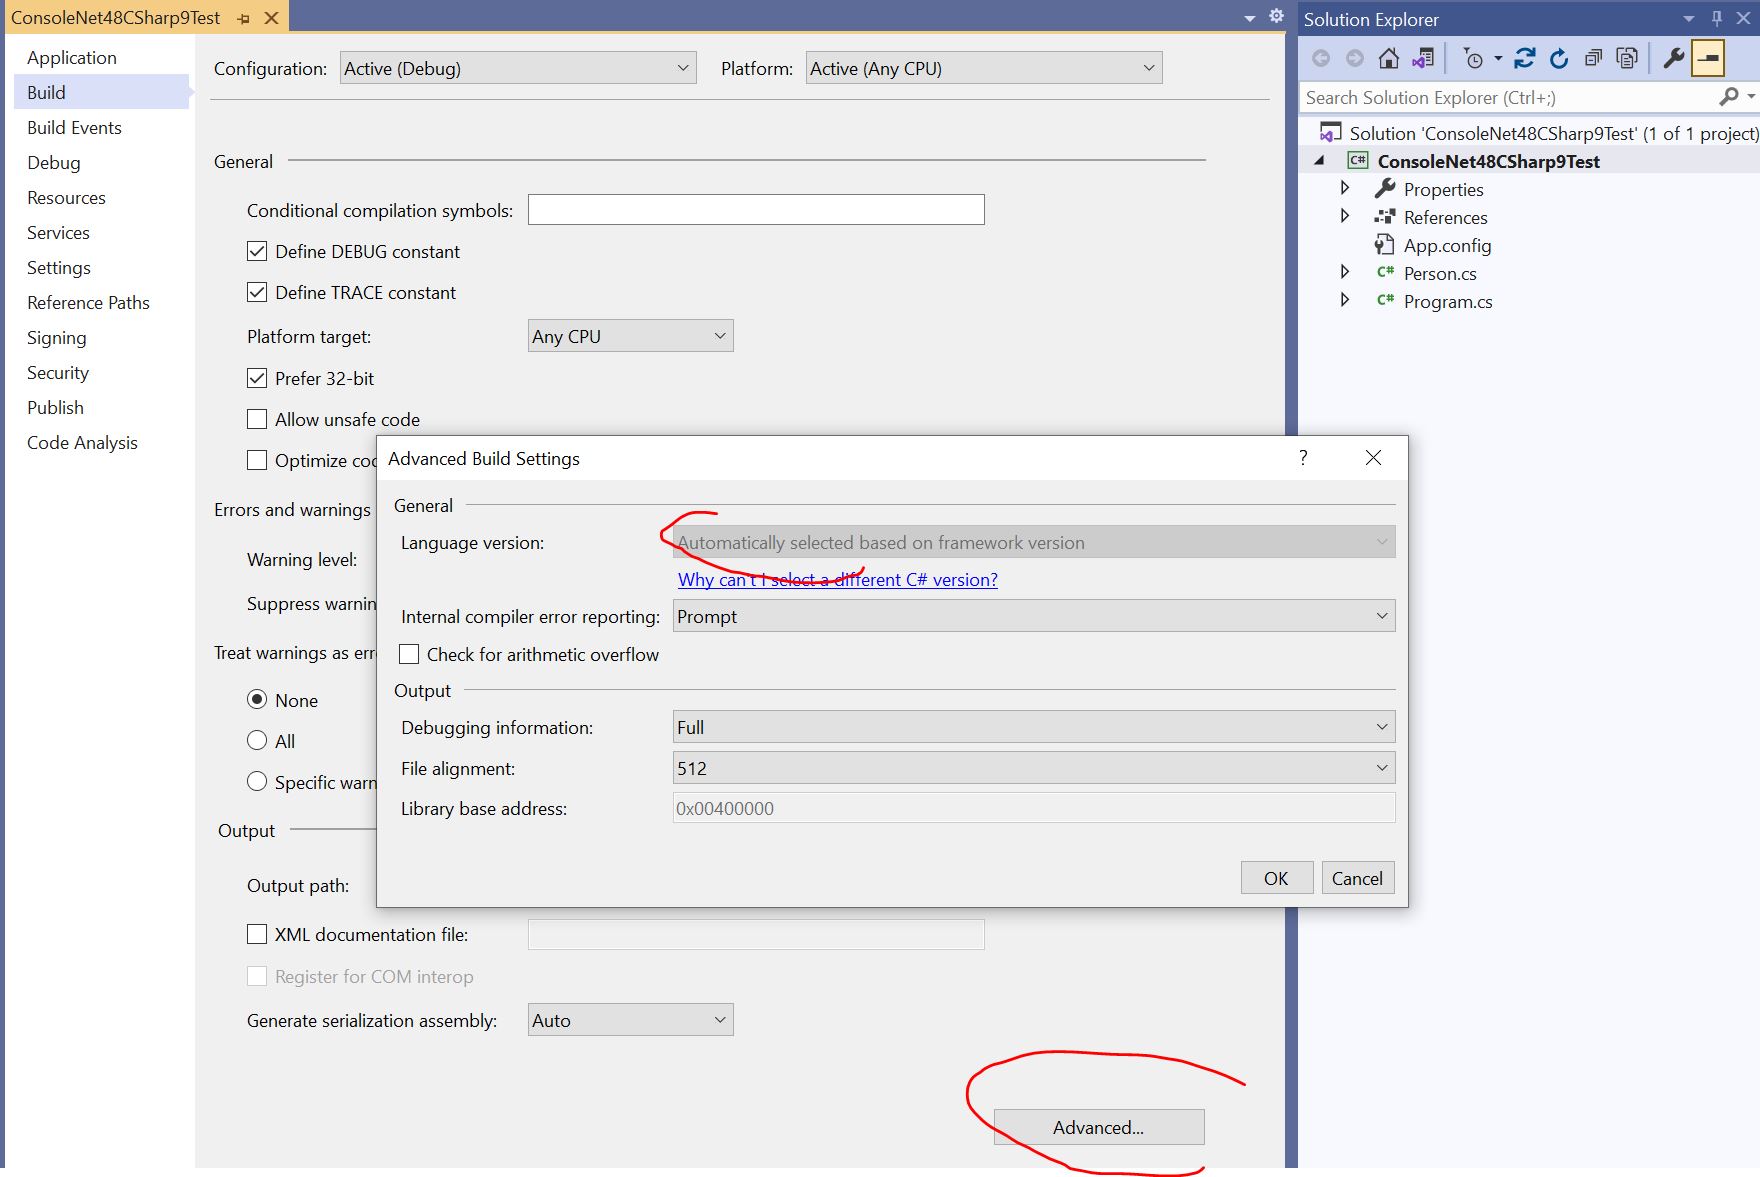 ConsoleNet48CSharp9Test
Application
Build
Build Events
Debug
Resources
Services
Settings
Reference Paths
Signing
Security
Publish
Code Analysis
Configuration: Active (Debug) Platform: Active (Any CPU)
General
Conditional compilation symbols:
Define DEBUG constant
Define TRACE constant
Platform target: Any CPU
Prefer 32-bit
Allow unsafe code
Optimize coc
Errors and warnings
Warning level:
Suppress warnin
Treat warnings as err
None
All
Specific warn
Output
Output path:
XML documentation file:
Register for COM interop
Generate serialization assembly: Auto
Advanced...
Advanced Build Settings ?
General
Language version: Automatically selected based on framework version
Why can't I select a different C# version?
Internal compiler error reporting: Prompt
Check for arithmetic overflow
Output
Debugging information: Full
File alignment: 512
Library base address: 0x00400000
OK Cancel
Solution Explorer
Search Solution Explorer (Ctrl+;)
Solution 'ConsoleNet48CSharp9Test' (1 of 1 project)
C# ConsoleNet48CSharp9Test
Properties
References
App.config
C# Person.cs
C# Program.cs